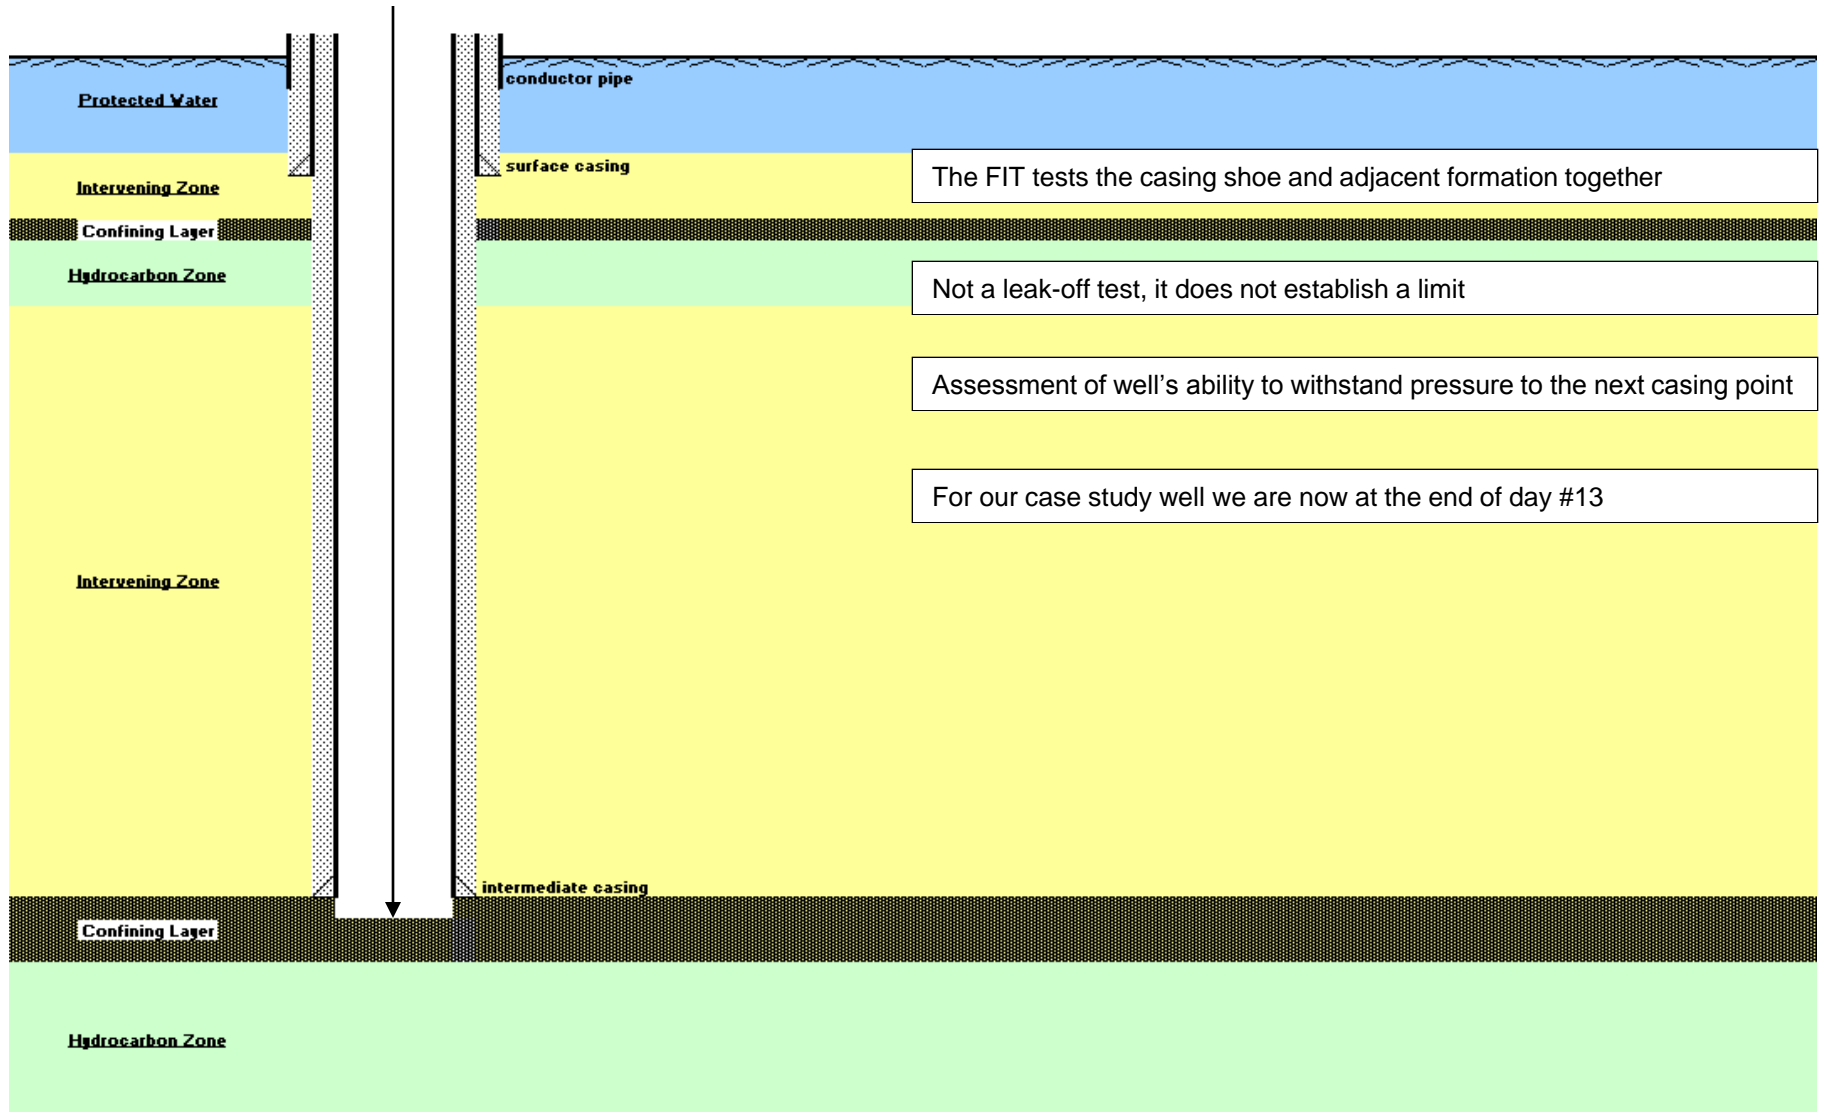 conductor pipe
Protected Water
surface casing
The FIT tests the casing shoe and adjacent formation together
Intervening Zone
Confining Layer
Hydrocarbon Zone
Not a leak-off test, it does not establish a limit
Assessment of well’s ability to withstand pressure to the next casing point
For our case study well we are now at the end of day #13
Intervening Zone
intermediate casing
Confining Layer
Hydrocarbon Zone